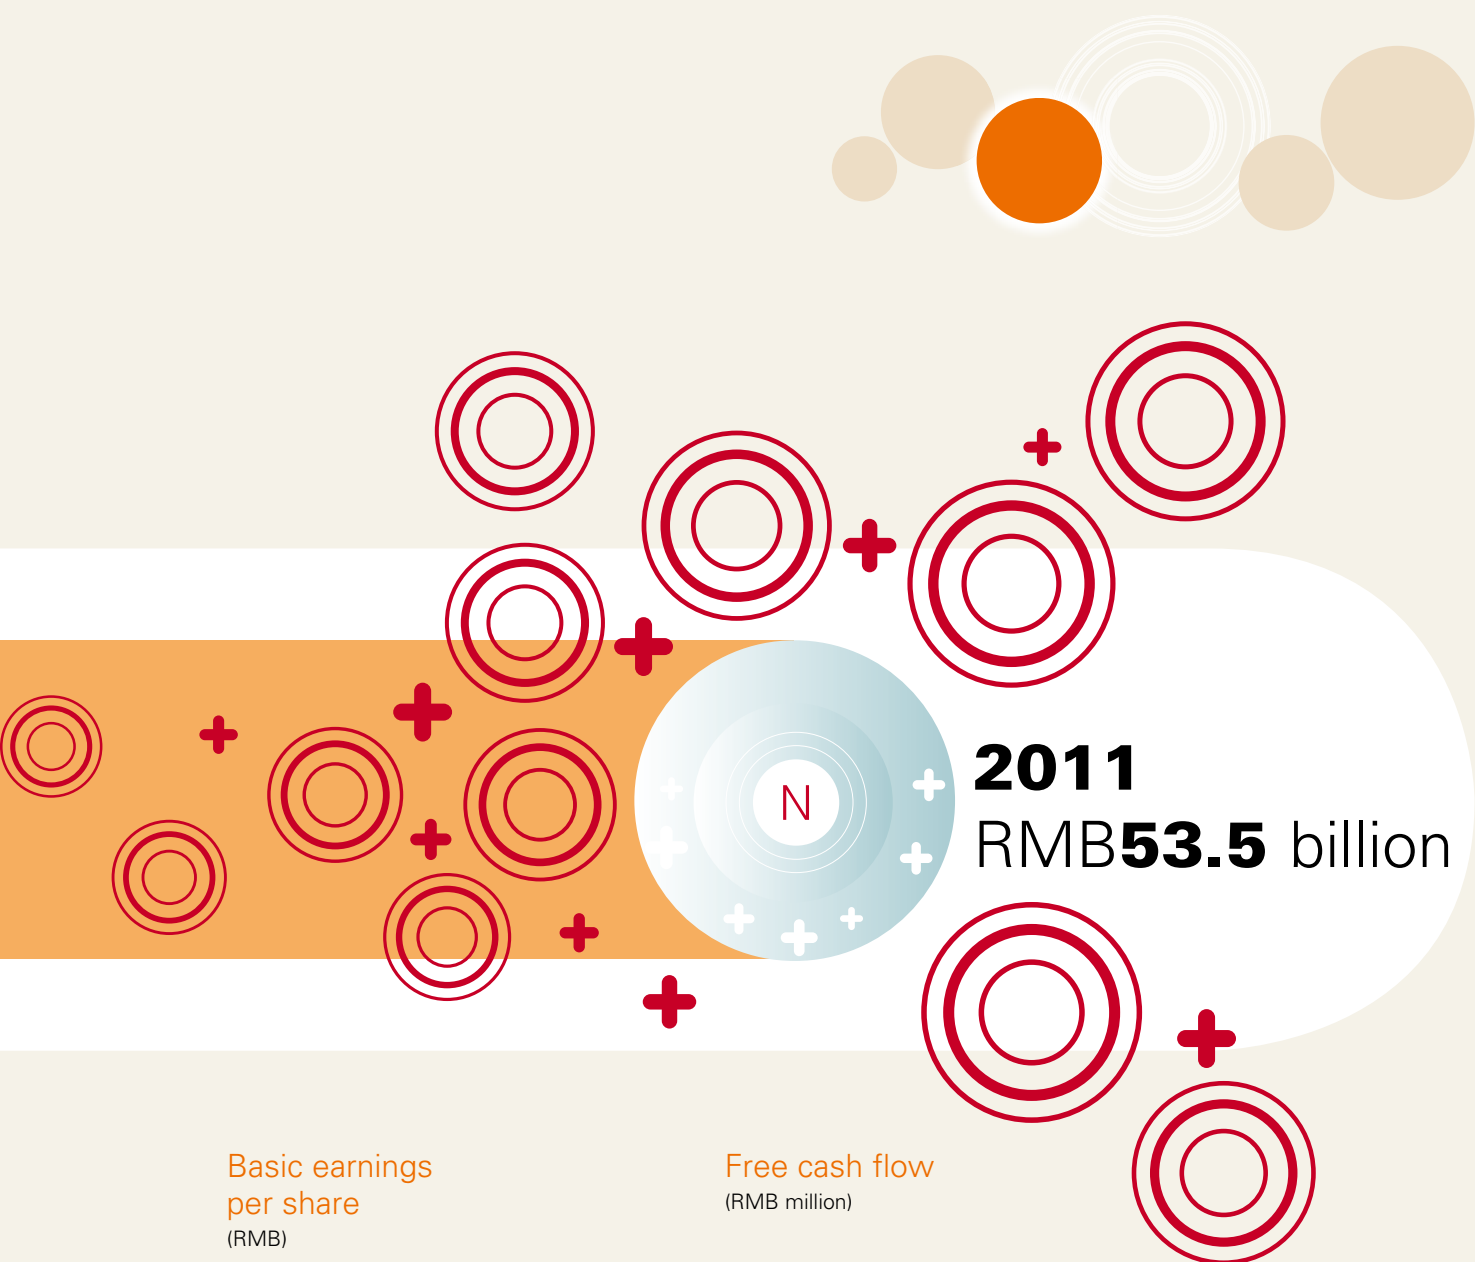 N
2011
RMB53.5 billion
Basic earnings
per share
(RMB)
Free cash flow
(RMB million)